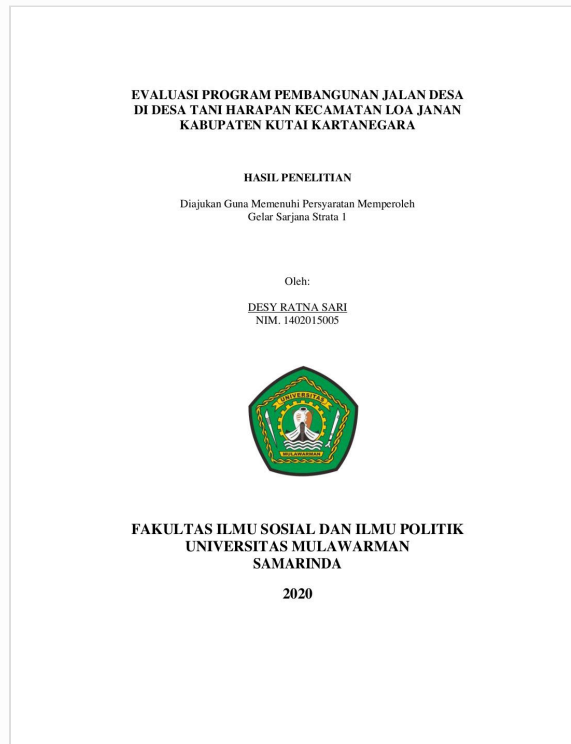 EVALUASI PROGRAM PEMBANGUNAN JALAN DESA
DI DESA TANI HARAPAN KECAMATAN LOA JANAN
KABUPATEN KUTAI KARTANEGARA
HASIL PENELITIAN
Diajukan Guna Memenuhi Persyaratan Memperoleh
Gelar Sarjana Strata 1
Oleh:
DESY RATNA SARI
NIM. 1402015005
UNIVERSITAS
MULAWARMAN
FAKULTAS ILMU SOSIAL DAN ILMU POLITIK
UNIVERSITAS MULAWARMAN
SAMARINDA
2020